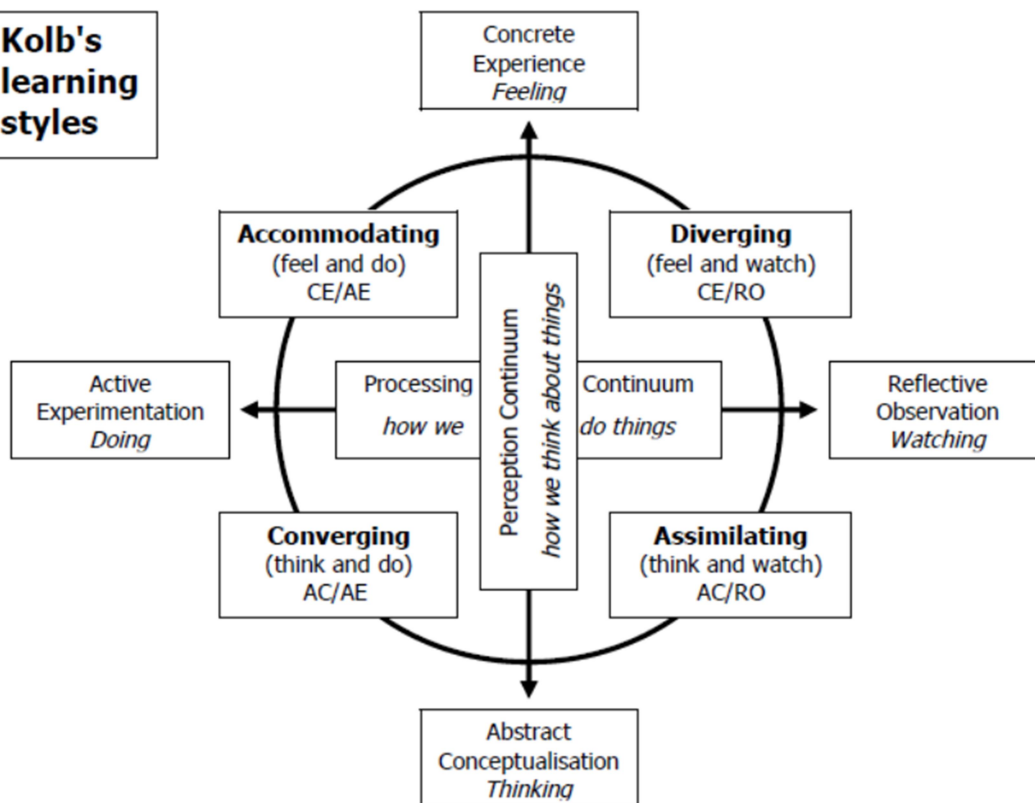 Kolb's
learning
styles
Concrete
Experience
Feeling
Accommodating
(feel and do)
CE/AE
Diverging
(feel and watch)
CE/RO
Active
Experimentation
Doing
Processing
how we
Perception Continuum
how we think about things
Continuum
do things
Reflective
Observation
Watching
Converging
(think and do)
AC/AE
Assimilating
(think and watch)
AC/RO
Abstract
Conceptualisation
Thinking